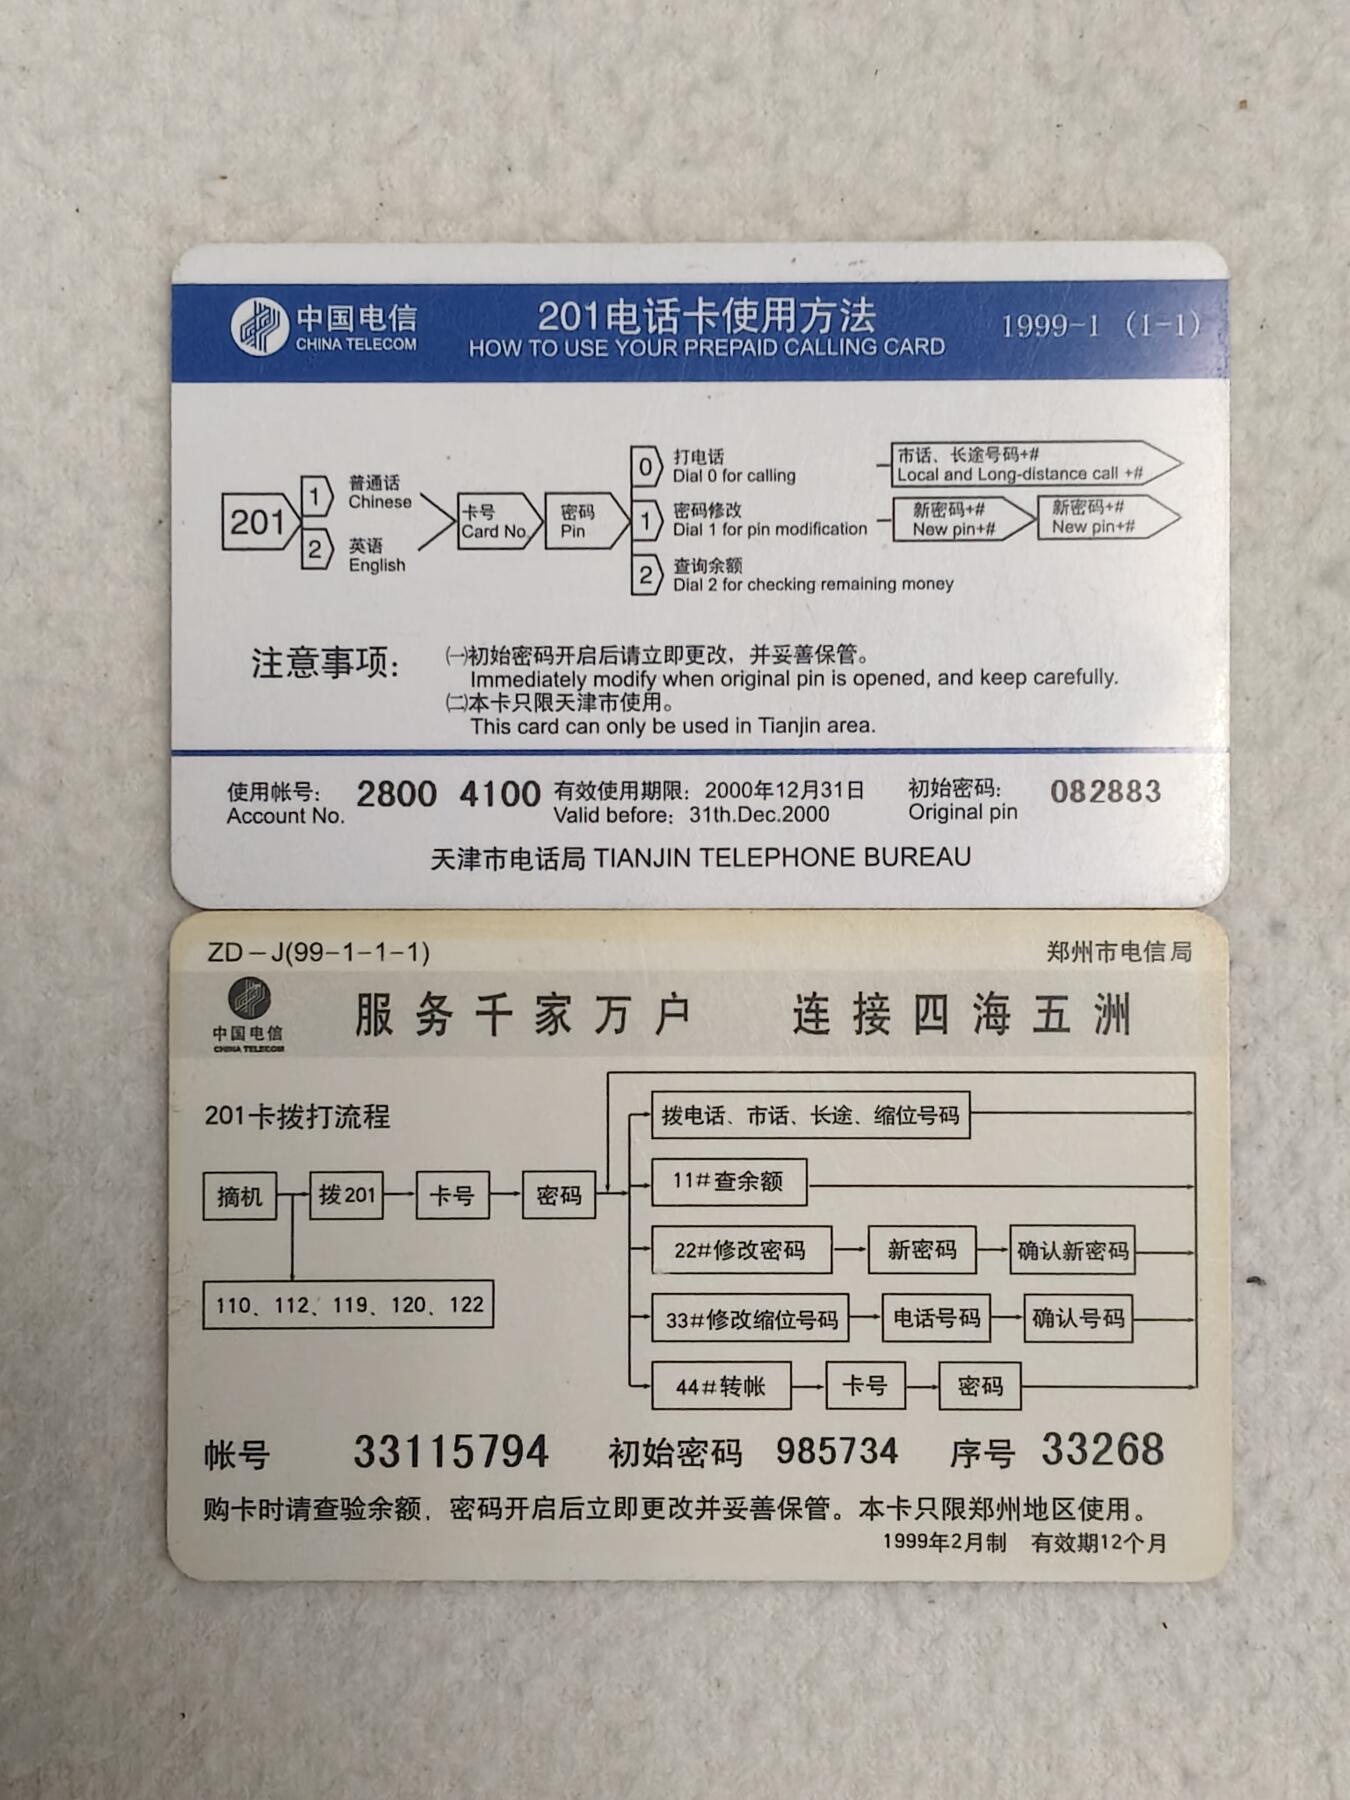 中国电信
CHINA TELECOM
201电话卡使用方法
HOW TO USE YOUR PREPAID CALLING CARD
1999-1 (1-1)
201
1
普通话
Chinese
2
英语
English
卡号
Card No.
密码
Pin
0
打电话
Dial 0 for calling
市话、长途号码+#
Local and Long-distance call +#
1
密码修改
Dial 1 for pin modification
新密码+#
New pin+#
新密码+#
New pin+#
2
查询余额
Dial 2 for checking remaining money
注意事项:
㈠初始密码开启后请立即更改，并妥善保管。
Immediately modify when original pin is opened, and keep carefully.
㈡本卡只限天津市使用。
This card can only be used in Tianjin area.
使用帐号: 2800 4100 有效使用期限: 2000年12月31日 初始密码: 082883
Account No. Valid before: 31th.Dec.2000 Original pin
天津市电话局 TIANJIN TELEPHONE BUREAU
ZD-J(99-1-1-1) 郑州市电信局
中国电信
CHINA TELECOM
服务千家万户 连接四海五洲
201卡拨打流程
摘机 拨201 卡号 密码
110、112、119、120、122
拨电话、市话、长途、缩位号码
11#查余额
22#修改密码 新密码 确认新密码
33#修改缩位号码 电话号码 确认号码
44#转帐 卡号 密码
帐号 33115794 初始密码 985734 序号 33268
购卡时请查验余额，密码开启后立即更改并妥善保管。本卡只限郑州地区使用。
1999年2月制 有效期12个月